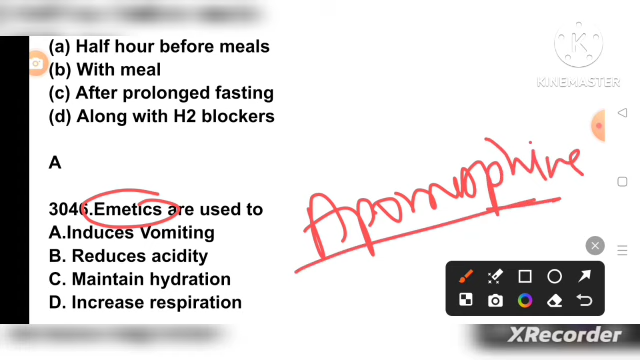 (a) Half hour before meals
(b) With meal
(c) After prolonged fasting
(d) Along with H2 blockers
KINEMASTER
A
Apomorphine
3046.Emetics are used to
A.Induces Vomiting
B. Reduces acidity
C. Maintain hydration
D. Increase respiration
XRecorder